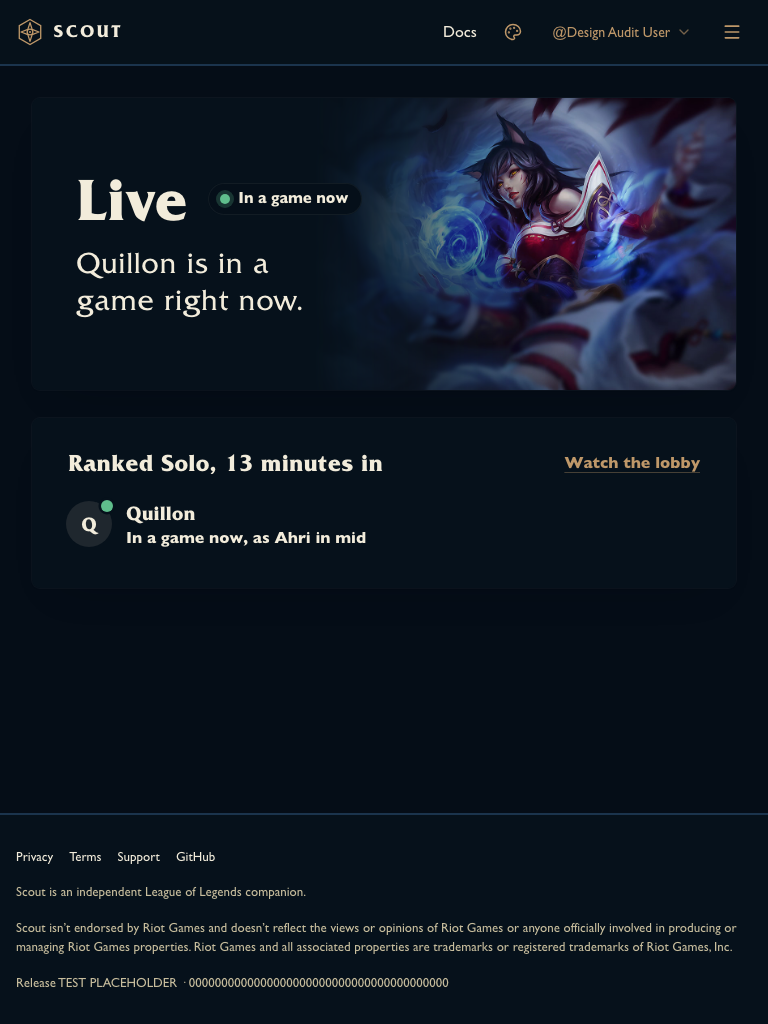 SCOUT
Docs
@Design Audit User
Live
In a game now
Quillon is in a
game right now.
Ranked Solo, 13 minutes in
Watch the lobby
Q
Quillon
In a game now, as Ahri in mid
Privacy Terms Support GitHub
Scout is an independent League of Legends companion.
Scout isn't endorsed by Riot Games and doesn't reflect the views or opinions of Riot Games or anyone officially involved in producing or
managing Riot Games properties. Riot Games and all associated properties are trademarks or registered trademarks of Riot Games, Inc.
Release TEST PLACEHOLDER · 0000000000000000000000000000000000000000